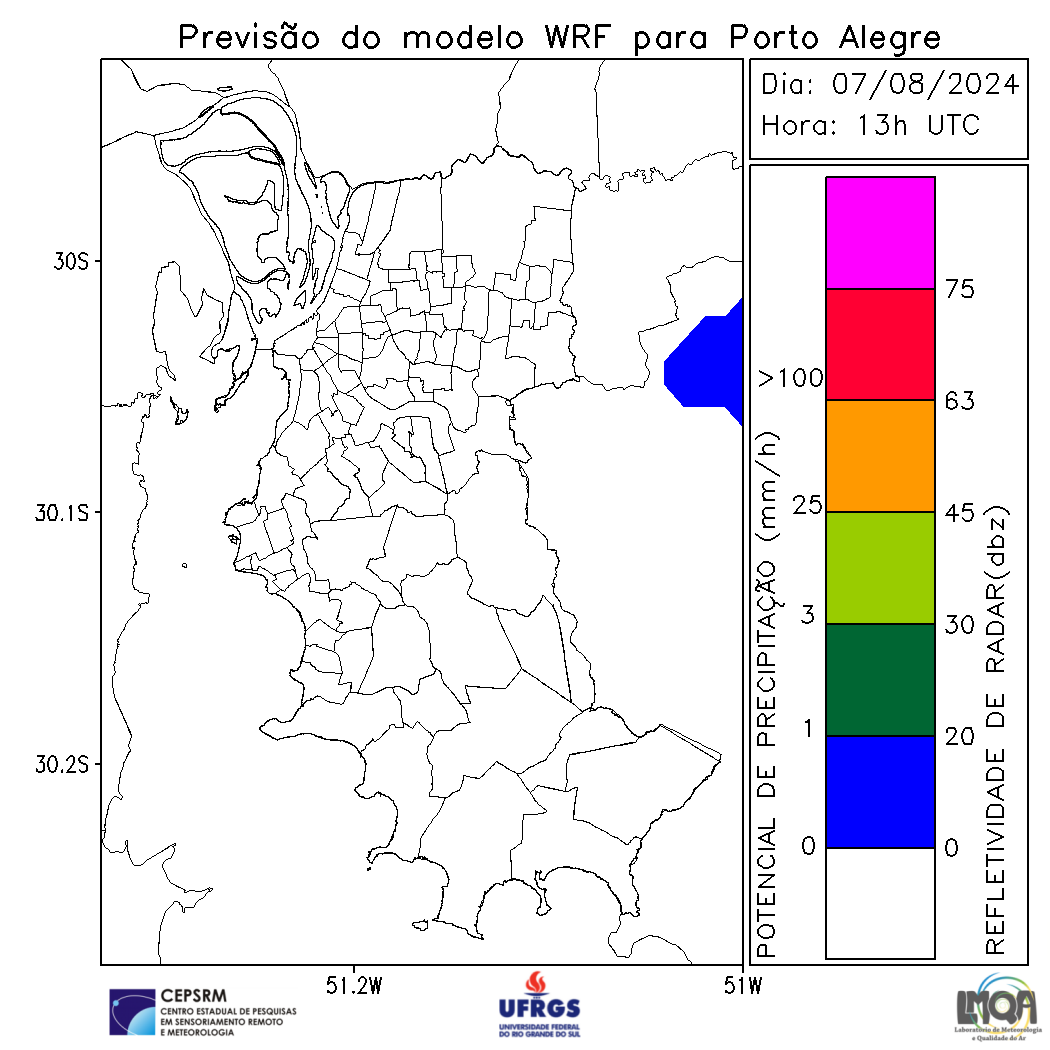 Previsão do modelo WRF para Porto Alegre
Dia: 07/08/2024
Hora: 13h UTC
30S
30.1S
30.2S
51.2W
51W
POTENCIAL DE PRECIPITAÇÃO (mm/h)
>100
25
3
1
0
75
63
45
30
20
0
REFLETIVIDADE DE RADAR(dbz)
CEPSRM
CENTRO ESTADUAL DE PESQUISAS
EM SENSORIAMENTO REMOTO
E METEOROLOGIA
UFRGS
UNIVERSIDADE FEDERAL
DO RIO GRANDE DO SUL
LMQA
Laboratório de Meteorologia
e Qualidade do Ar